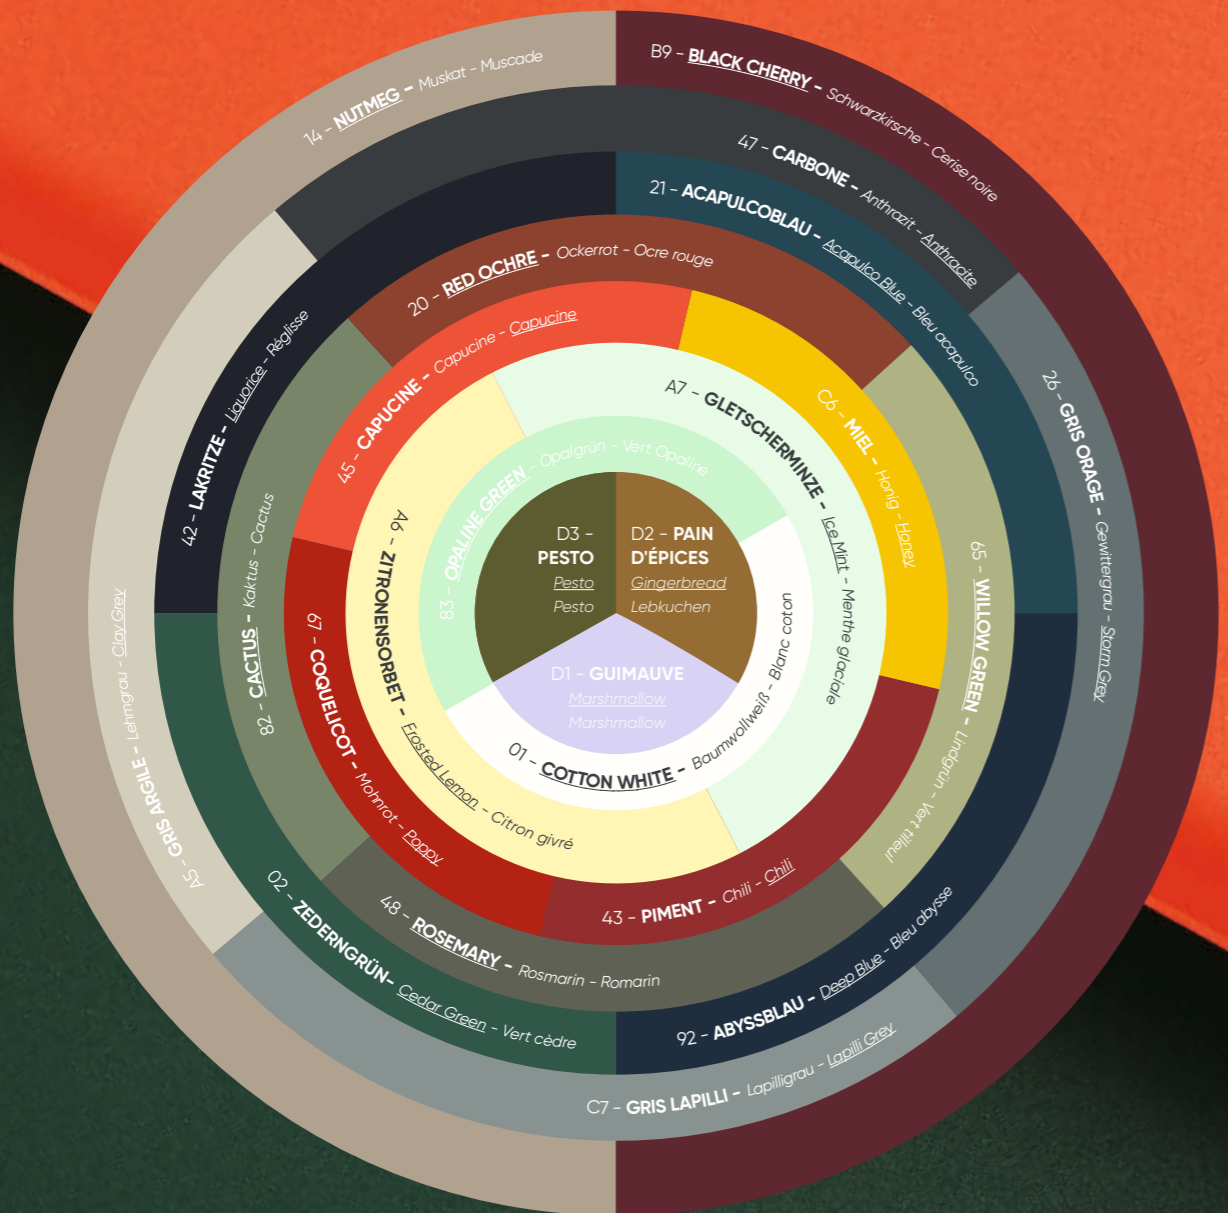 14 - NUTMEG - Muskat - Muscade
B9 - BLACK CHERRY - Schwarzkirsche - Cerise noire
47 - CARBONE - Anthrazit - Anthracite
26 - GRIS ORAGE - Gewittergrau - Storm Grey
C7 - GRIS LAPILLI - Lapilligrau - Lapilli Grey
A5 - GRIS ARGILE - Lehmgrau - Clay Grey
42 - LAKRITZE - Liquorice - Réglisse
21 - ACAPULCOBLAU - Acapulco Blue - Bleu acapulco
92 - ABYSSBLAU - Deep Blue - Bleu abysse
02 - ZEDERNGRÜN- Cedar Green - Vert cèdre
20 - RED OCHRE - Ockerrot - Ocre rouge
65 - WILLOW GREEN - Lindgrün - Vert tilleul
48 - ROSEMARY - Rosmarin - Romarin
82 - CACTUS - Kaktus - Cactus
45 - CAPUCINE - Capucine - Capucine
C6 - MIEL - Honig - Honey
43 - PIMENT - Chili - Chili
67 - COQUELICOT - Mohnrot - Poppy
A7 - GLETSCHERMINZE - Ice Mint - Menthe glaciale
A6 - ZITRONENSORBET - Frosted Lemon - Citron givré
83 - OPALINE GREEN - Opalgrün - Vert Opaline
01 - COTTON WHITE - Baumwollweiß - Blanc coton
D3 -
PESTO
Pesto
Pesto
D2 - PAIN
D'ÉPICES
Gingerbread
Lebkuchen
D1 - GUIMAUVE
Marshmallow
Marshmallow